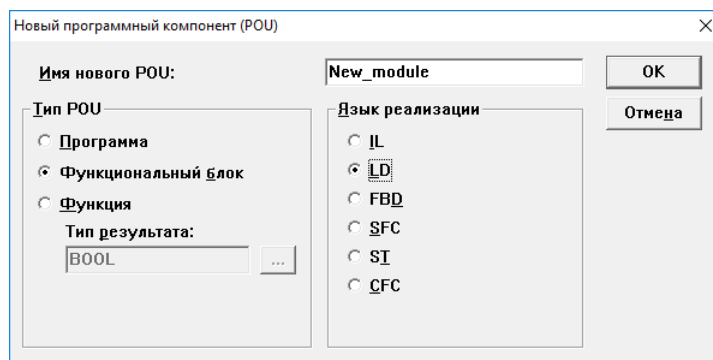 Новый программный компонент (POU)
Имя нового POU:
New_module
OK
Отмена
Тип POU
Программа
Функциональный блок
Функция
Тип результата:
BOOL
...
Язык реализации
IL
LD
FBD
SFC
ST
CFC